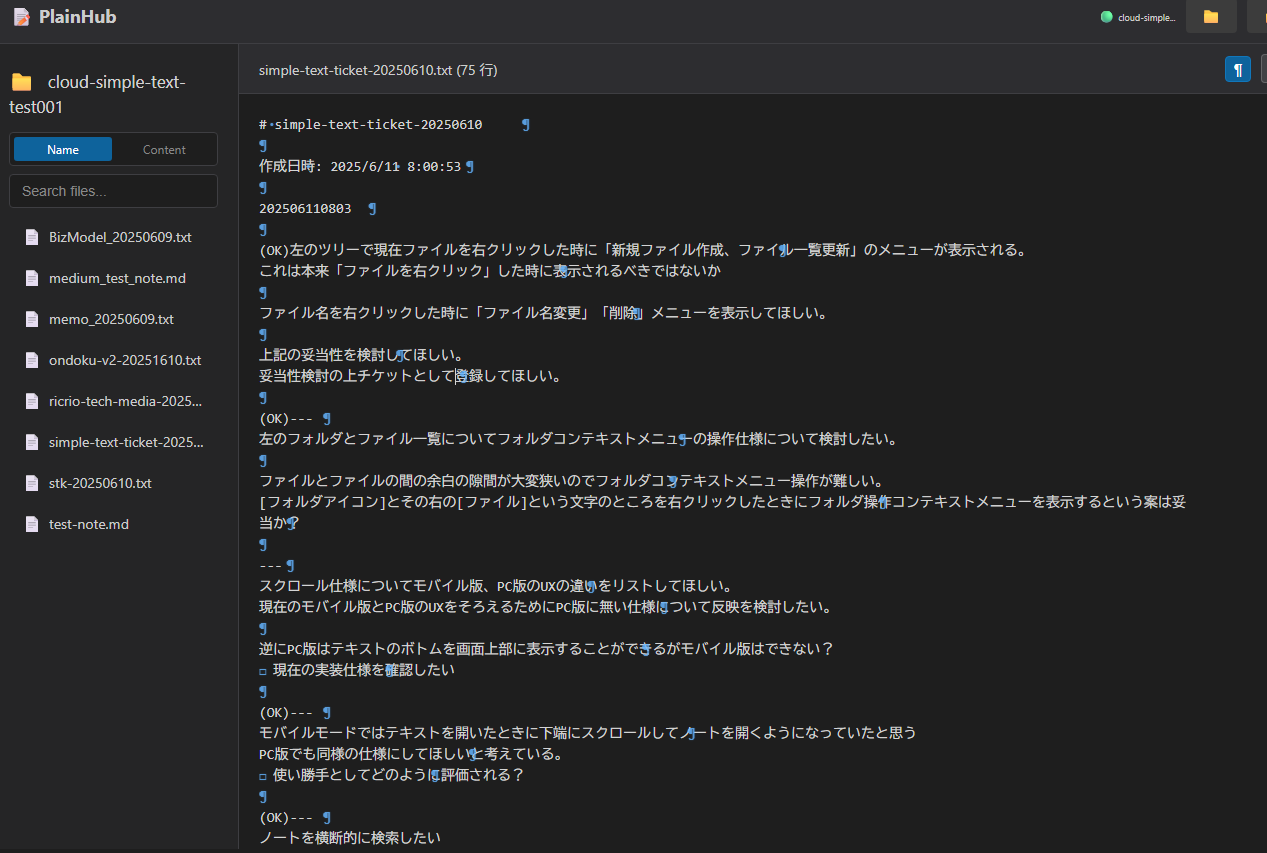 PlainHub
cloud-simple...
cloud-simple-text-
test001
Name
Content
Search files...
BizModel_20250609.txt
medium_test_note.md
memo_20250609.txt
ondoku-v2-20251610.txt
ricrio-tech-media-2025...
simple-text-ticket-2025...
stk-20250610.txt
test-note.md
simple-text-ticket-20250610.txt (75 行)
¶
#·simple-text-ticket-20250610 ¶
¶
作成日時: 2025/6/11 8:00:53 ¶
¶
202506110803 ¶
¶
(OK)左のツリーで現在ファイルを右クリックした時に「新規ファイル作成、ファイル一覧更新」のメニューが表示される。
これは本来「ファイルを右クリック」した時に表示されるべきではないか
¶
ファイル名を右クリックした時に「ファイル名変更」「削除」メニューを表示してほしい。
¶
上記の妥当性を検討してほしい。
妥当性検討の上チケットとして登録してほしい。
¶
(OK)--- ¶
左のフォルダとファイル一覧についてフォルダコンテキストメニューの操作仕様について検討したい。
¶
ファイルとファイルの間の余白の隙間が大変狭いのでフォルダコンテキストメニュー操作が難しい。
[フォルダアイコン]とその右の[ファイル]という文字のところを右クリックしたときにフォルダ操作コンテキストメニューを表示するという案は妥
当か？
¶
--- ¶
スクロール仕様についてモバイル版、PC版のUXの違いをリストしてほしい。
現在のモバイル版とPC版のUXをそろえるためにPC版に無い仕様について反映を検討したい。
¶
逆にPC版はテキストのボトムを画面上部に表示することができるがモバイル版はできない？
□ 現在の実装仕様を確認したい
¶
(OK)--- ¶
モバイルモードではテキストを開いたときに下端にスクロールしてノートを開くようになっていたと思う
PC版でも同様の仕様にしてほしいと考えている。
□ 使い勝手としてどのように評価される？
¶
(OK)--- ¶
ノートを横断的に検索したい